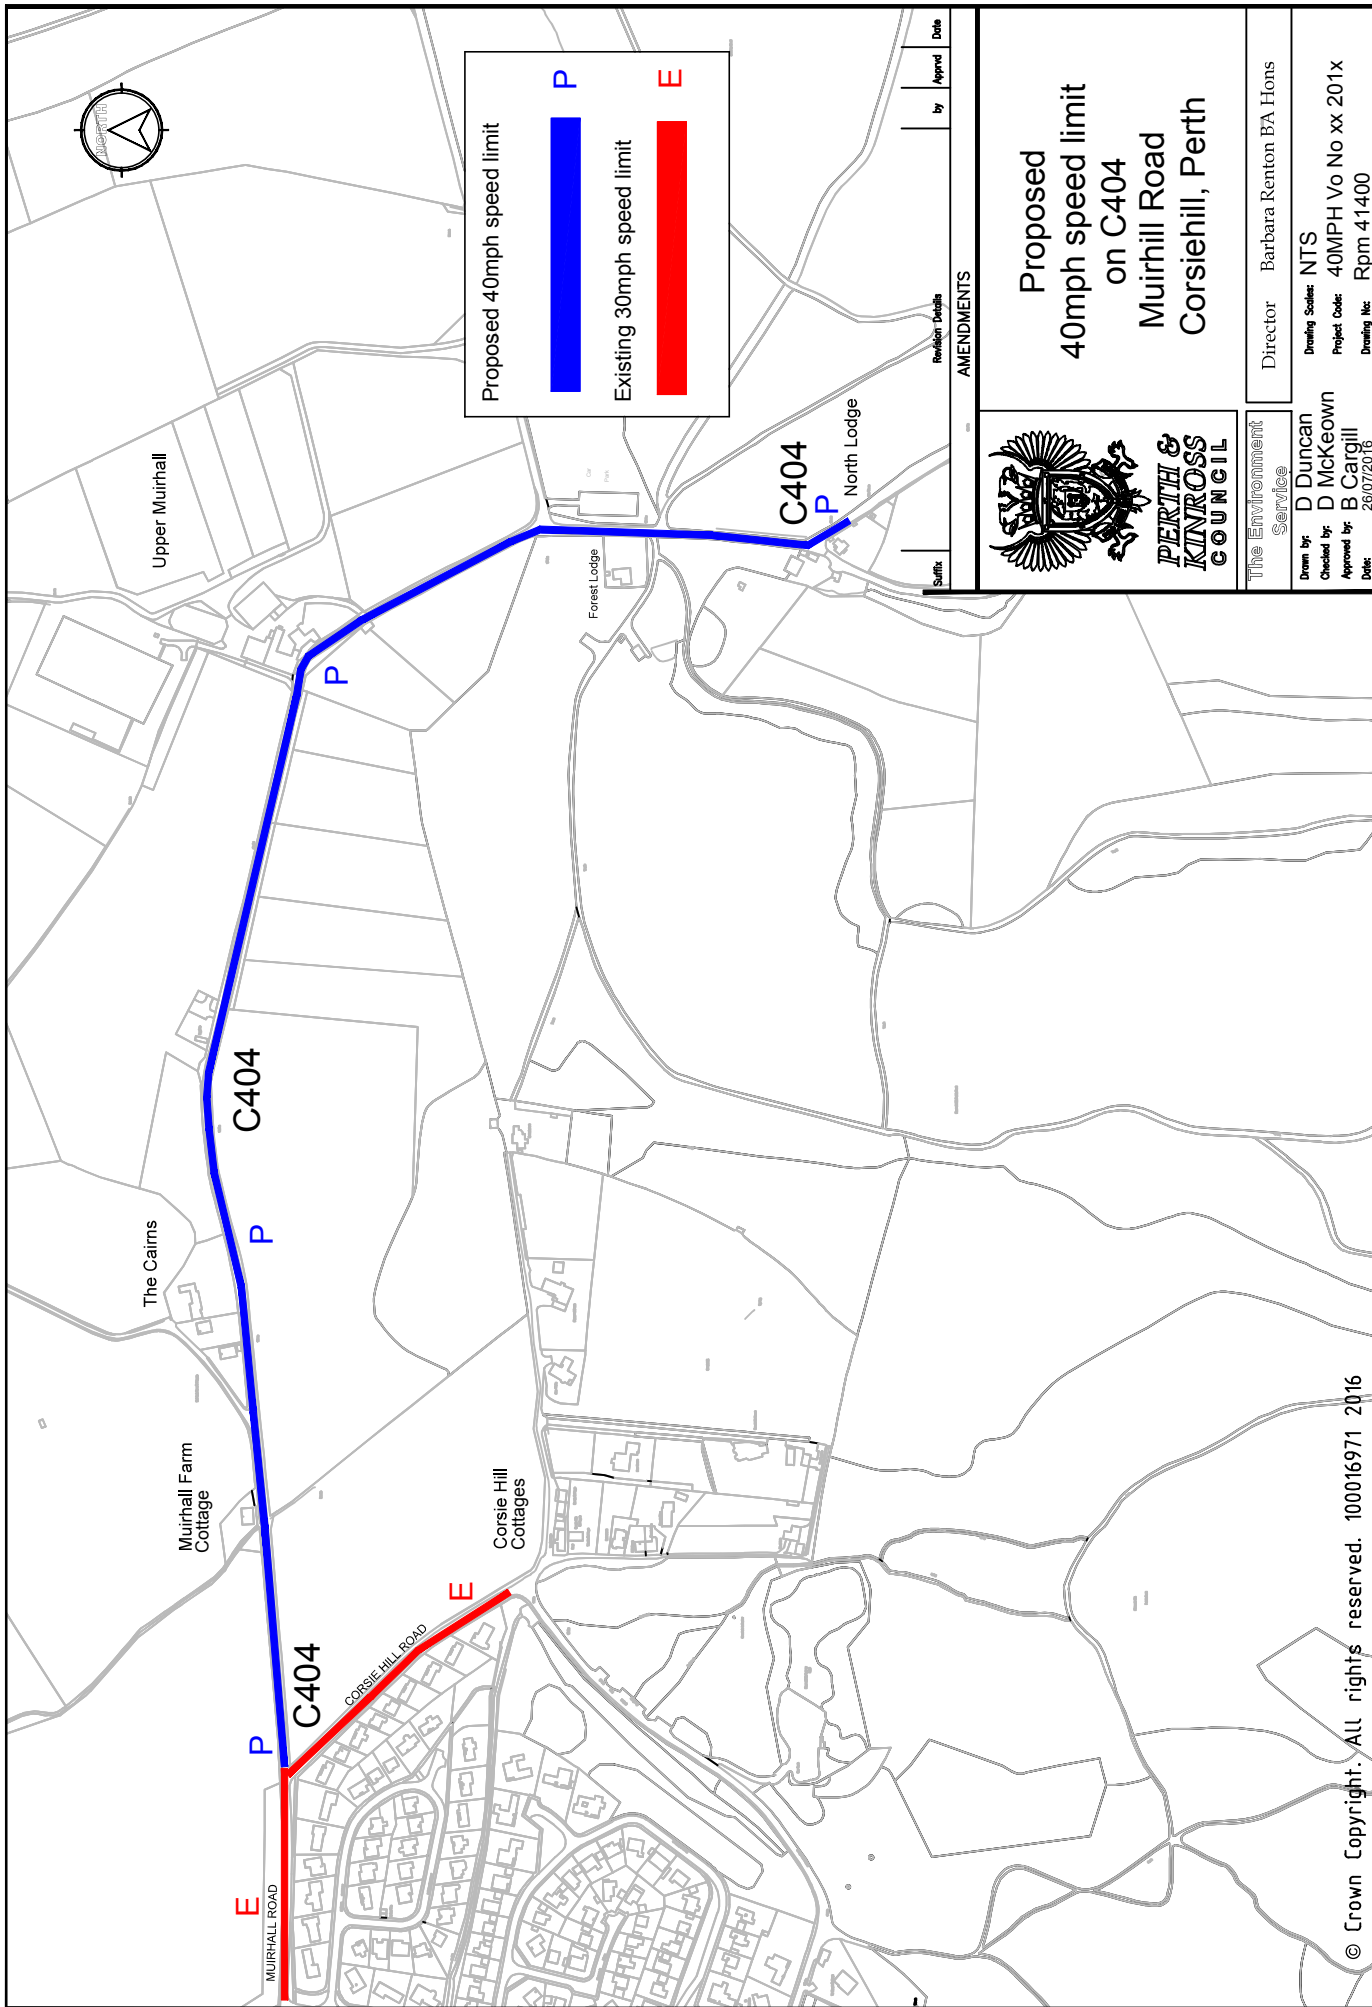 NORTH
Upper Muirhall
The Cairns
Muirhall Farm
Cottage
Corsie Hill
Cottages
Forest Lodge
Car
Park
North Lodge
C404
C404
C404
P
P
P
P
E
E
MUIRHALL ROAD
CORSIE HILL ROAD
Proposed 40mph speed limit
P
Existing 30mph speed limit
E
Suffix
Revision Details
by
Apprvd
Date
AMENDMENTS
PERTH &
KINROSS
COUNCIL
Proposed
40mph speed limit
on C404
Muirhill Road
Corsiehill, Perth
The Environment
Service
Director Barbara Renton BA Hons
Drawn by: D Duncan
Checked by: D McKeown
Approved by: B Cargill
Date: 26/07/2016
Drawing Scales: NTS
Project Code: 40MPH Vo No xx 201x
Drawing No: Rpm 41400
© Crown Copyright. All rights reserved. 100016971 2016